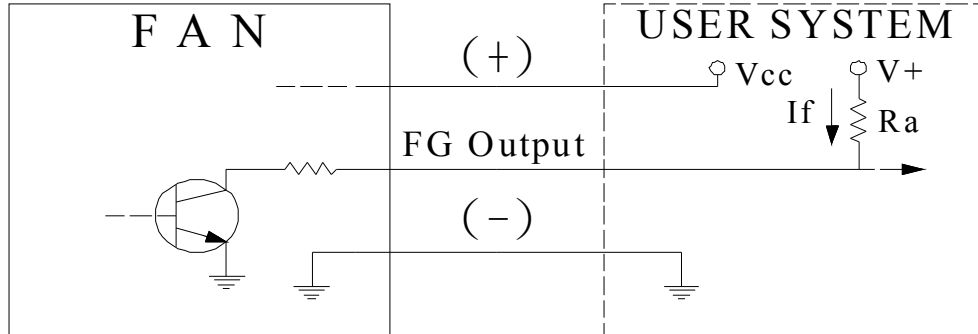 F A N
USER SYSTEM
(+)
Vcc
V+
If
Ra
FG Output
(-)